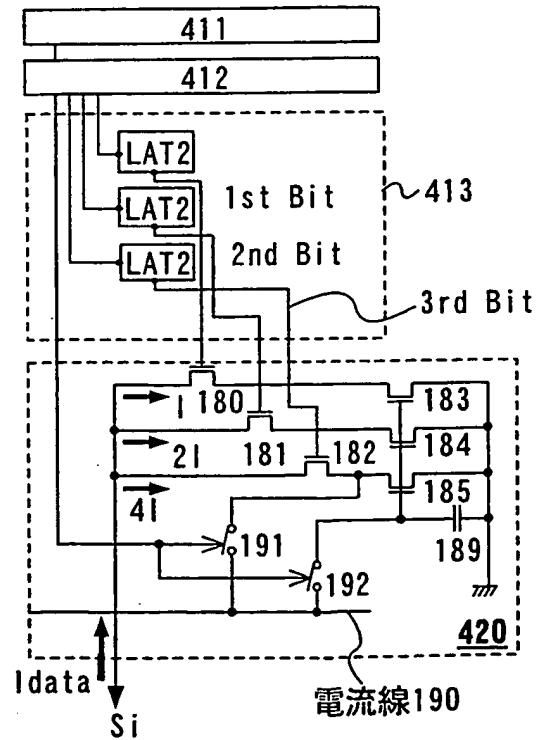 411
412
LAT2
1st Bit
413
LAT2
2nd Bit
LAT2
3rd Bit
I
180
183
2I
181
182
184
4I
185
191
189
192
420
Idata
電流線190
Si